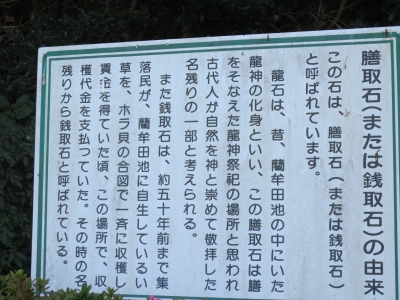 膳取石(または銭取石)の由来
この石は、膳取石(または銭取石)
と呼ばれています。
龍石は、昔、藺牟田池の中にいた
龍神の化身といい、この膳取石は膳
をそなえた龍神祭祀の場所と思われ
古代人が自然を神と崇めて敬拝した
名残りの一部と考えられる。
また銭取石は、約五十年前まで集
落民が、藺牟田池に自生しているい
草を、ホラ貝の合図で一斉に収穫し
賃金を得ていた頃、この場所で、収
穫代金を支払っていた。その時の名
残りから銭取石と呼ばれている。